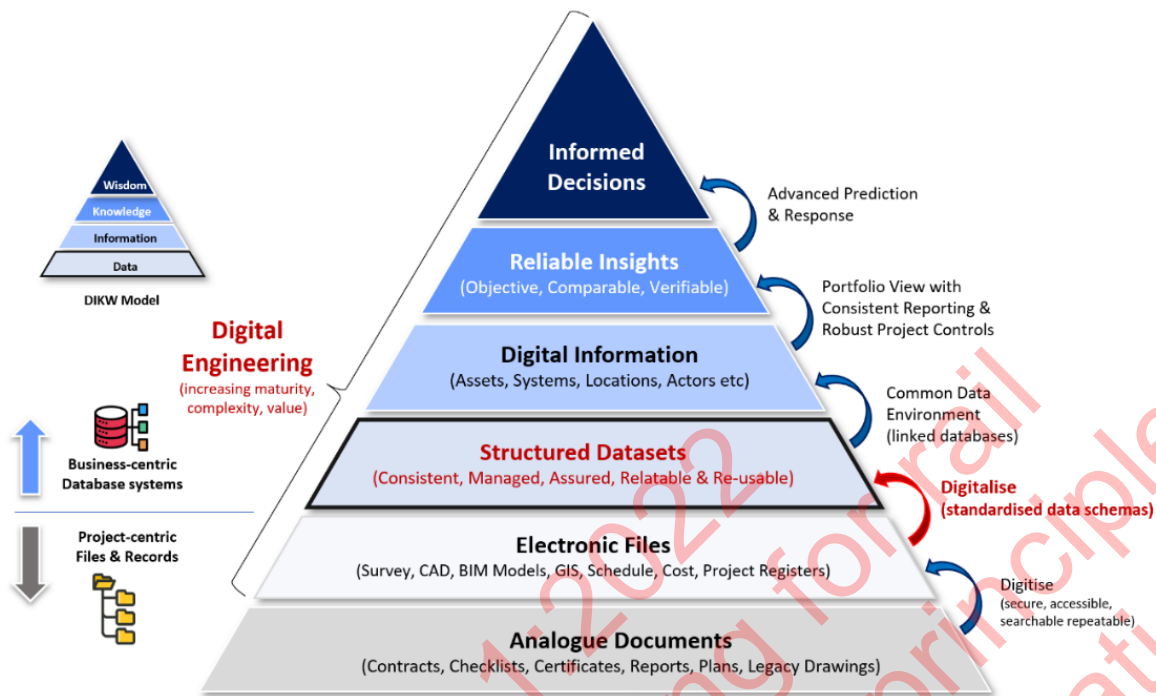 Informed
Decisions
Advanced Prediction
& Response
Wisdom
Knowledge
Information
Data
DIKW Model
Reliable Insights
(Objective, Comparable, Verifiable)
Portfolio View with
Consistent Reporting &
Robust Project Controls
Digital
Engineering
(increasing maturity,
complexity, value)
Digital Information
(Assets, Systems, Locations, Actors etc)
Common Data
Environment
(linked databases)
Business-centric
Database systems
Structured Datasets
(Consistent, Managed, Assured, Relatable & Re-usable)
Digitalise
(standardised data schemas)
Project-centric
Files & Records
Electronic Files
(Survey, CAD, BIM Models, GIS, Schedule, Cost, Project Registers)
Digitise
(secure, accessible,
searchable repeatable)
Analogue Documents
(Contracts, Checklists, Certificates, Reports, Plans, Legacy Drawings)
1:2022
for rail